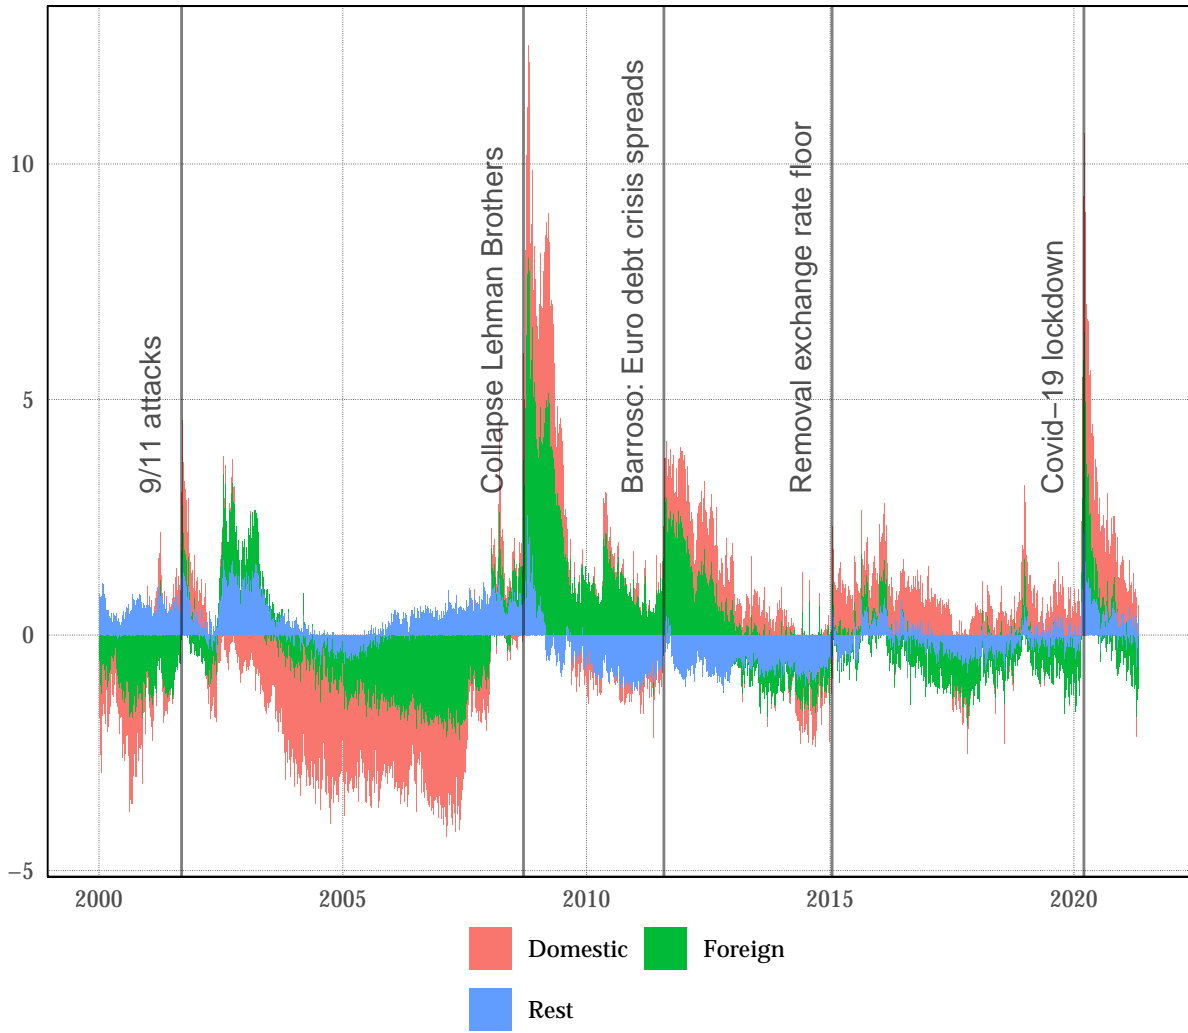 10
5
0
−5
9/11 attacks
Collapse Lehman Brothers
Barroso: Euro debt crisis spreads
Removal exchange rate floor
Covid−19 lockdown
2000 2005 2010 2015 2020
Domestic Foreign
Rest